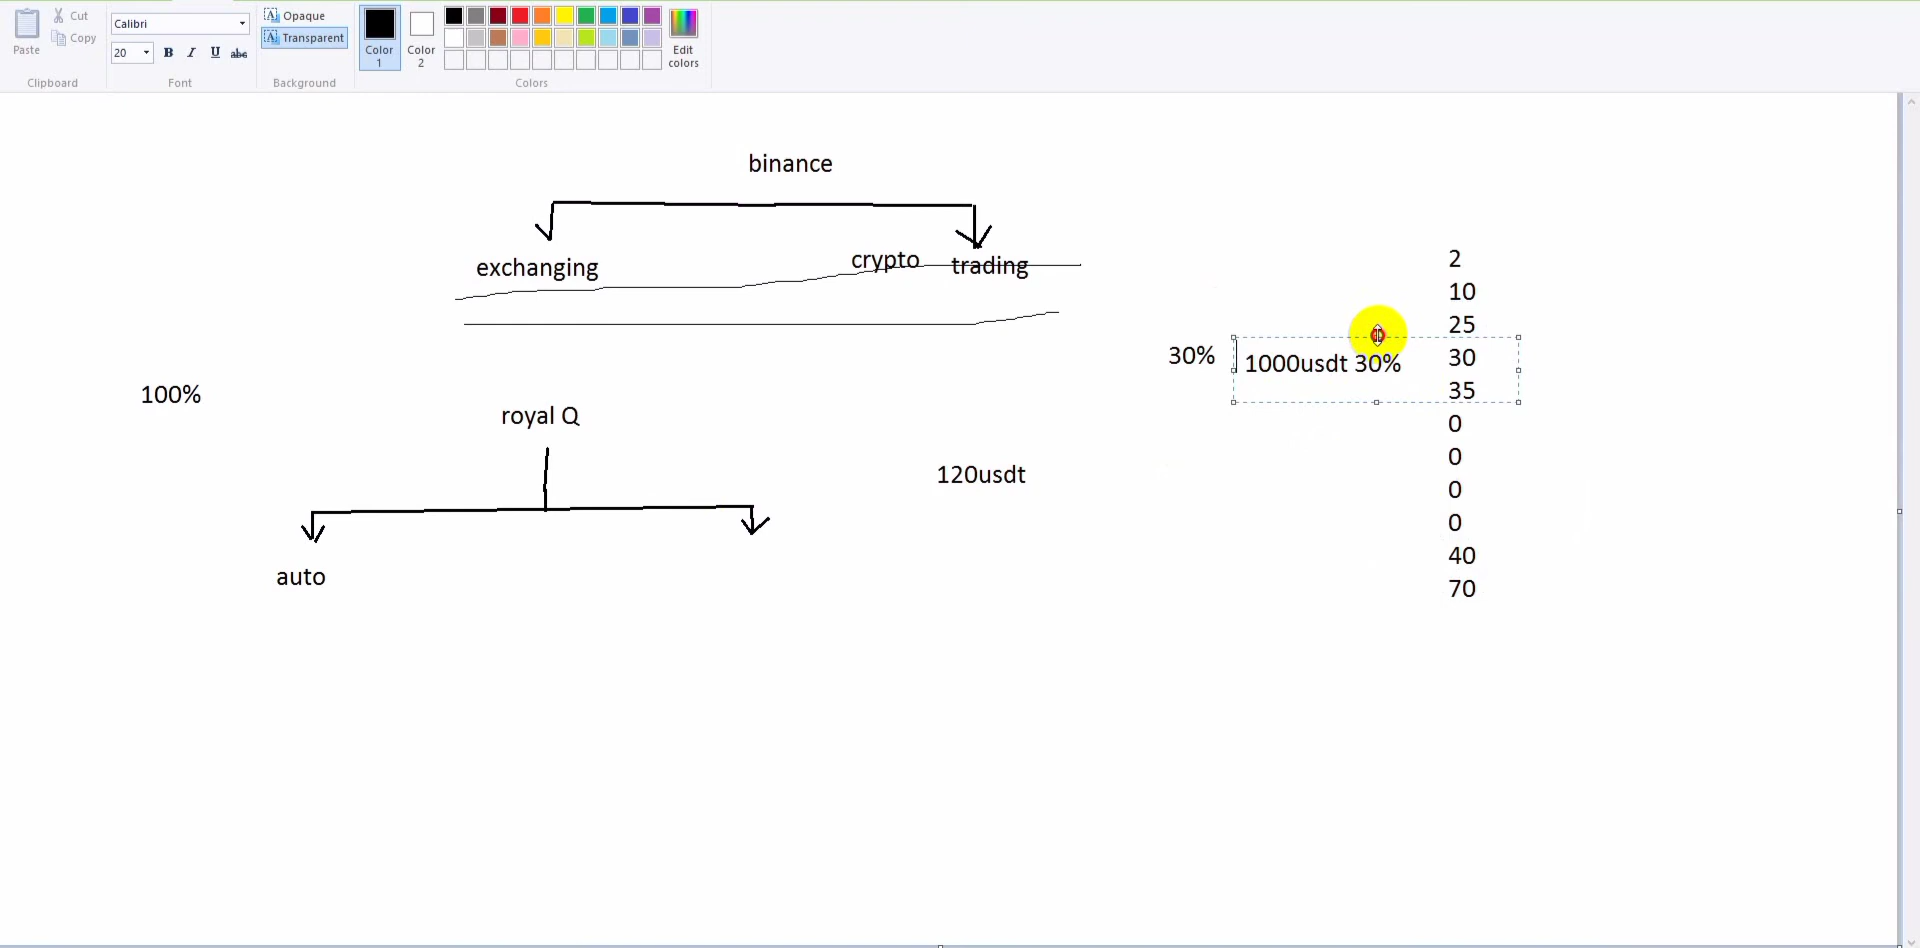 Paste
Cut
Copy
Clipboard
Calibri
20
B I U abc
Font
Opaque
Transparent
Background
Color
1
Color
2
Edit
colors
Colors
binance
exchanging
crypto
trading
100%
royal Q
auto
120usdt
30%
1000usdt 30%
2
10
25
30
35
0
0
0
0
40
70